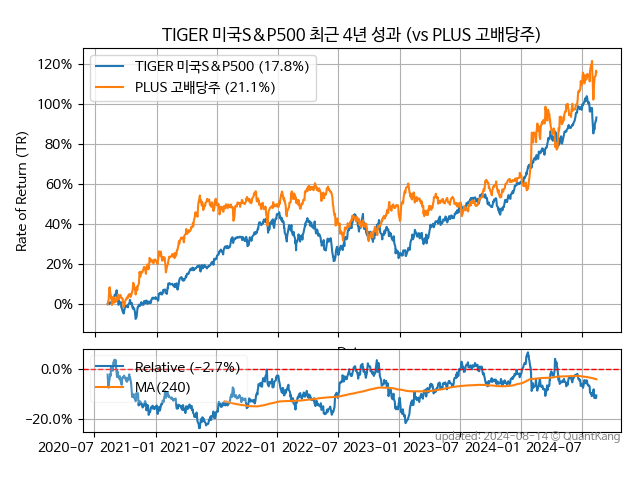 TIGER 미국S&P500 최근 4년 성과 (vs PLUS 고배당주)
Rate of Return (TR)
120%
100%
80%
60%
40%
20%
0%
TIGER 미국S&P500 (17.8%)
PLUS 고배당주 (21.1%)
0.0%
−20.0%
Relative (−2.7%)
MA(240)
updated: 2024-08-14 © QuantKang
2020-07 2021-01 2021-07 2022-01 2022-07 2023-01 2023-07 2024-01 2024-07